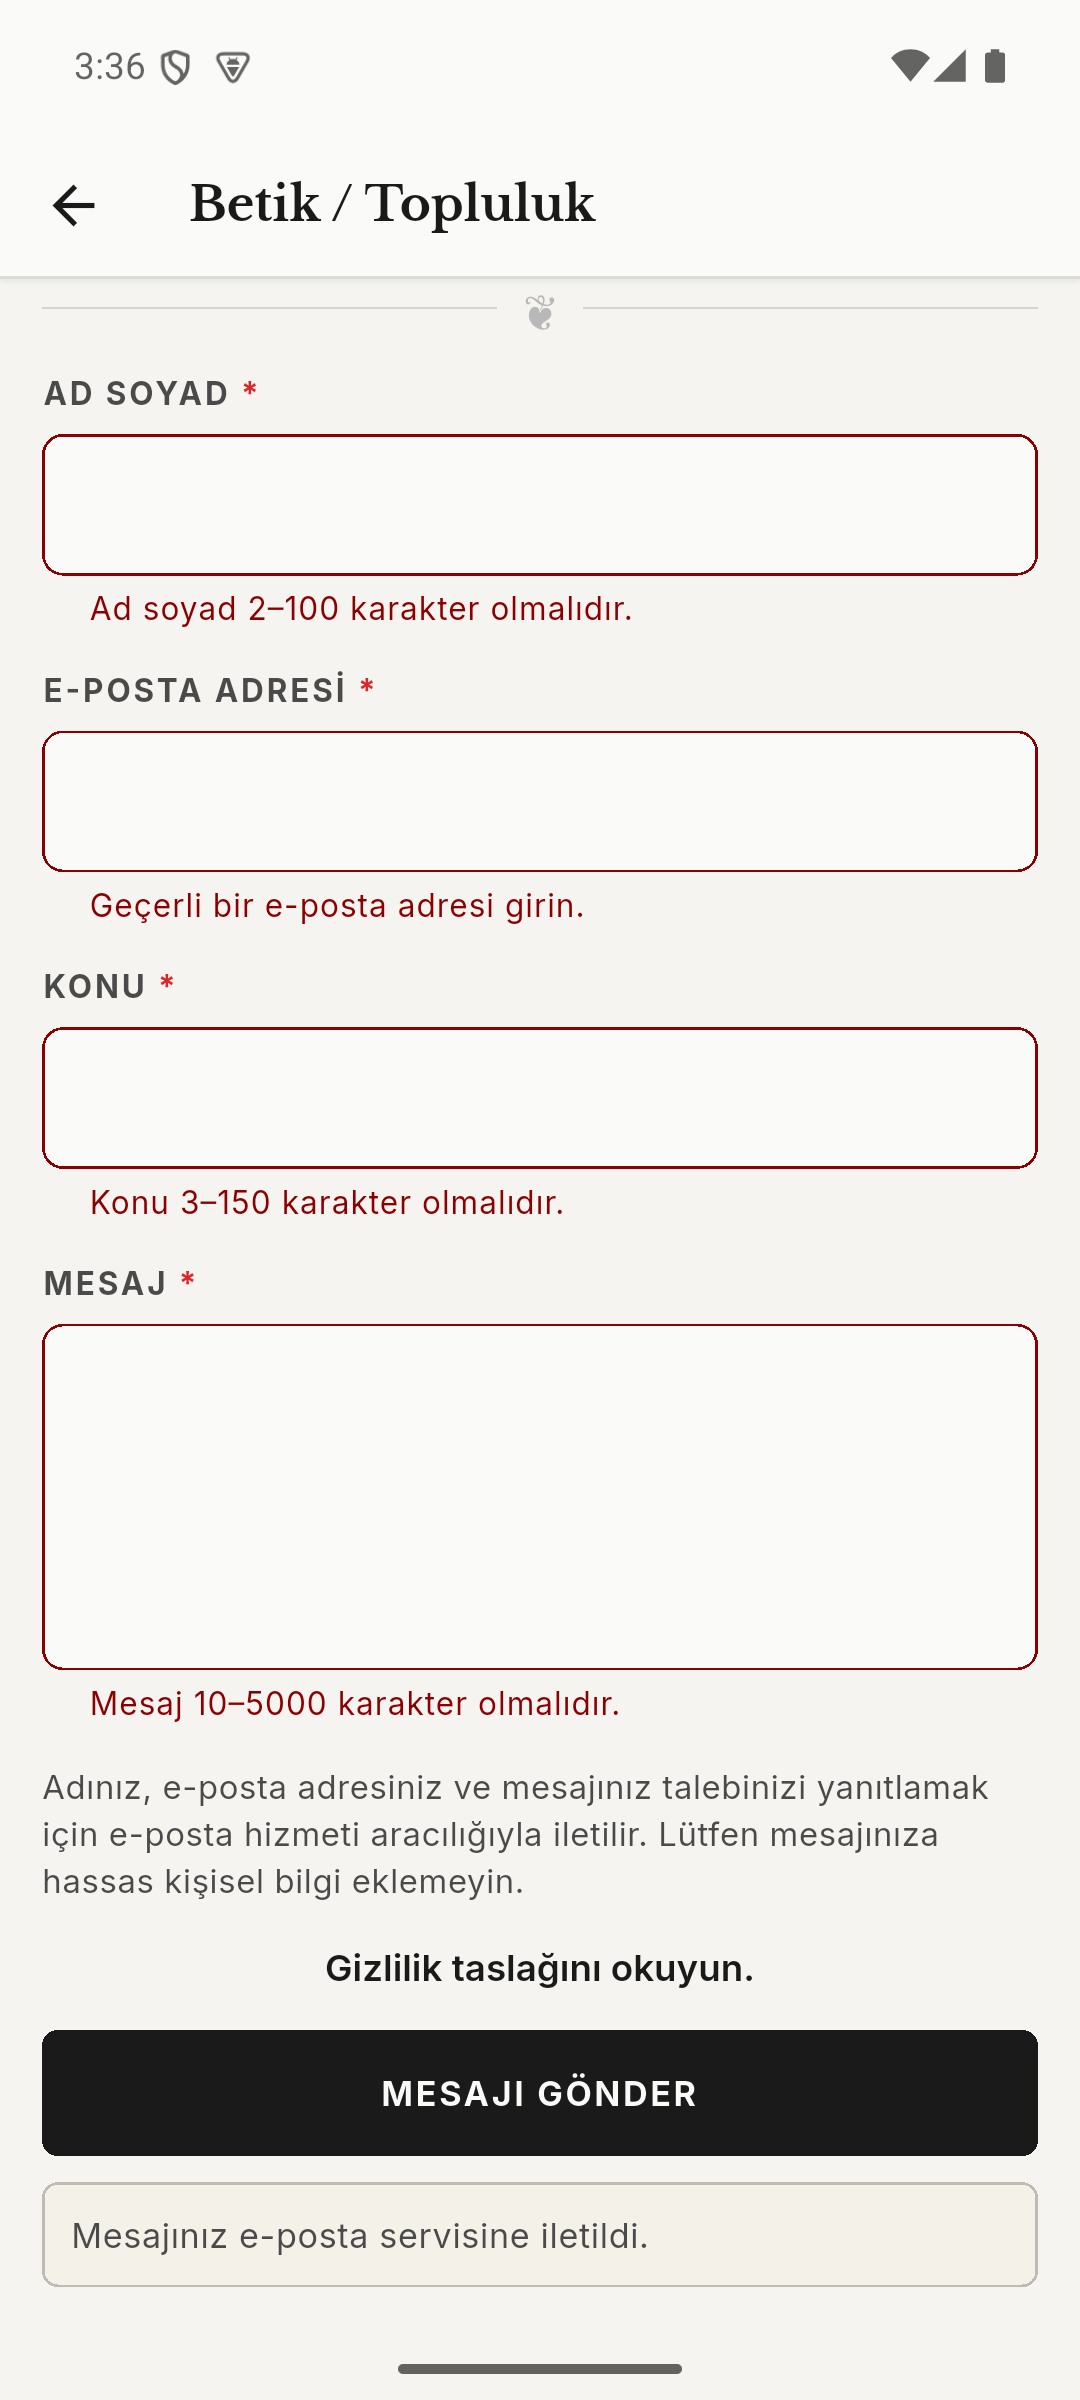 3:36
Betik / Topluluk
AD SOYAD *
Ad soyad 2–100 karakter olmalıdır.
E-POSTA ADRESİ *
Geçerli bir e-posta adresi girin.
KONU *
Konu 3–150 karakter olmalıdır.
MESAJ *
Mesaj 10–5000 karakter olmalıdır.
Adınız, e-posta adresiniz ve mesajınız talebinizi yanıtlamak
için e-posta hizmeti aracılığıyla iletilir. Lütfen mesajınıza
hassas kişisel bilgi eklemeyin.
Gizlilik taslağını okuyun.
MESAJI GÖNDER
Mesajınız e-posta servisine iletildi.